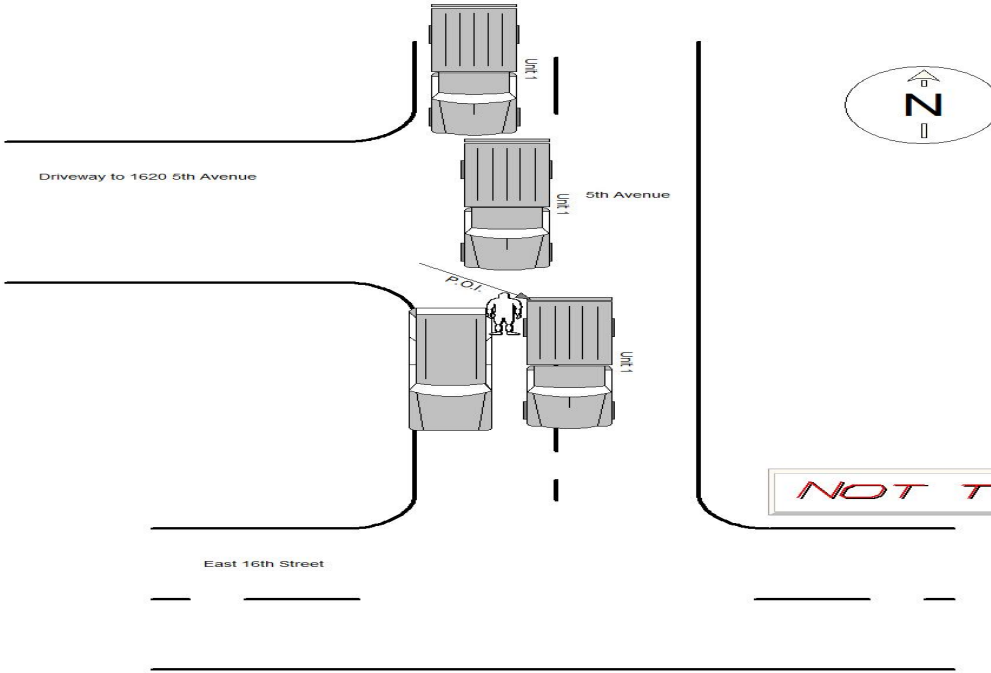 Unit 1
N
Driveway to 1620 5th Avenue
Unit 1
5th Avenue
P.O.I.
Unit 1
NOT T
East 16th Street